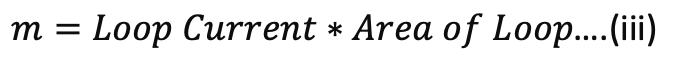 m = Loop Current * Area of Loop....(iii)